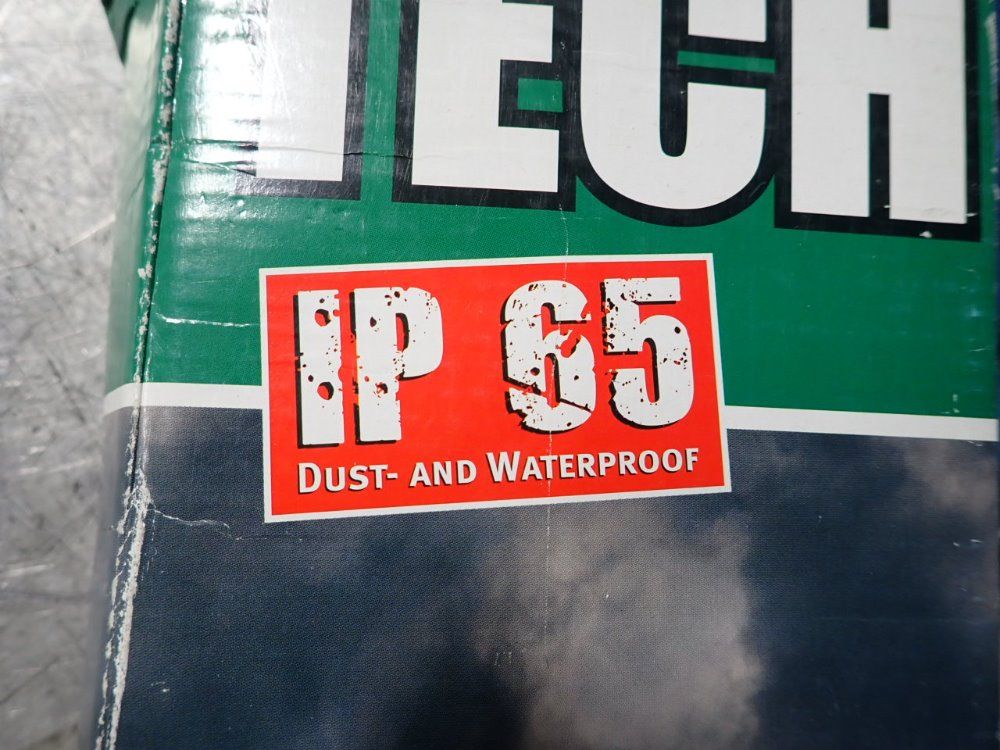 TECH
IP 65
DUST- AND WATERPROOF